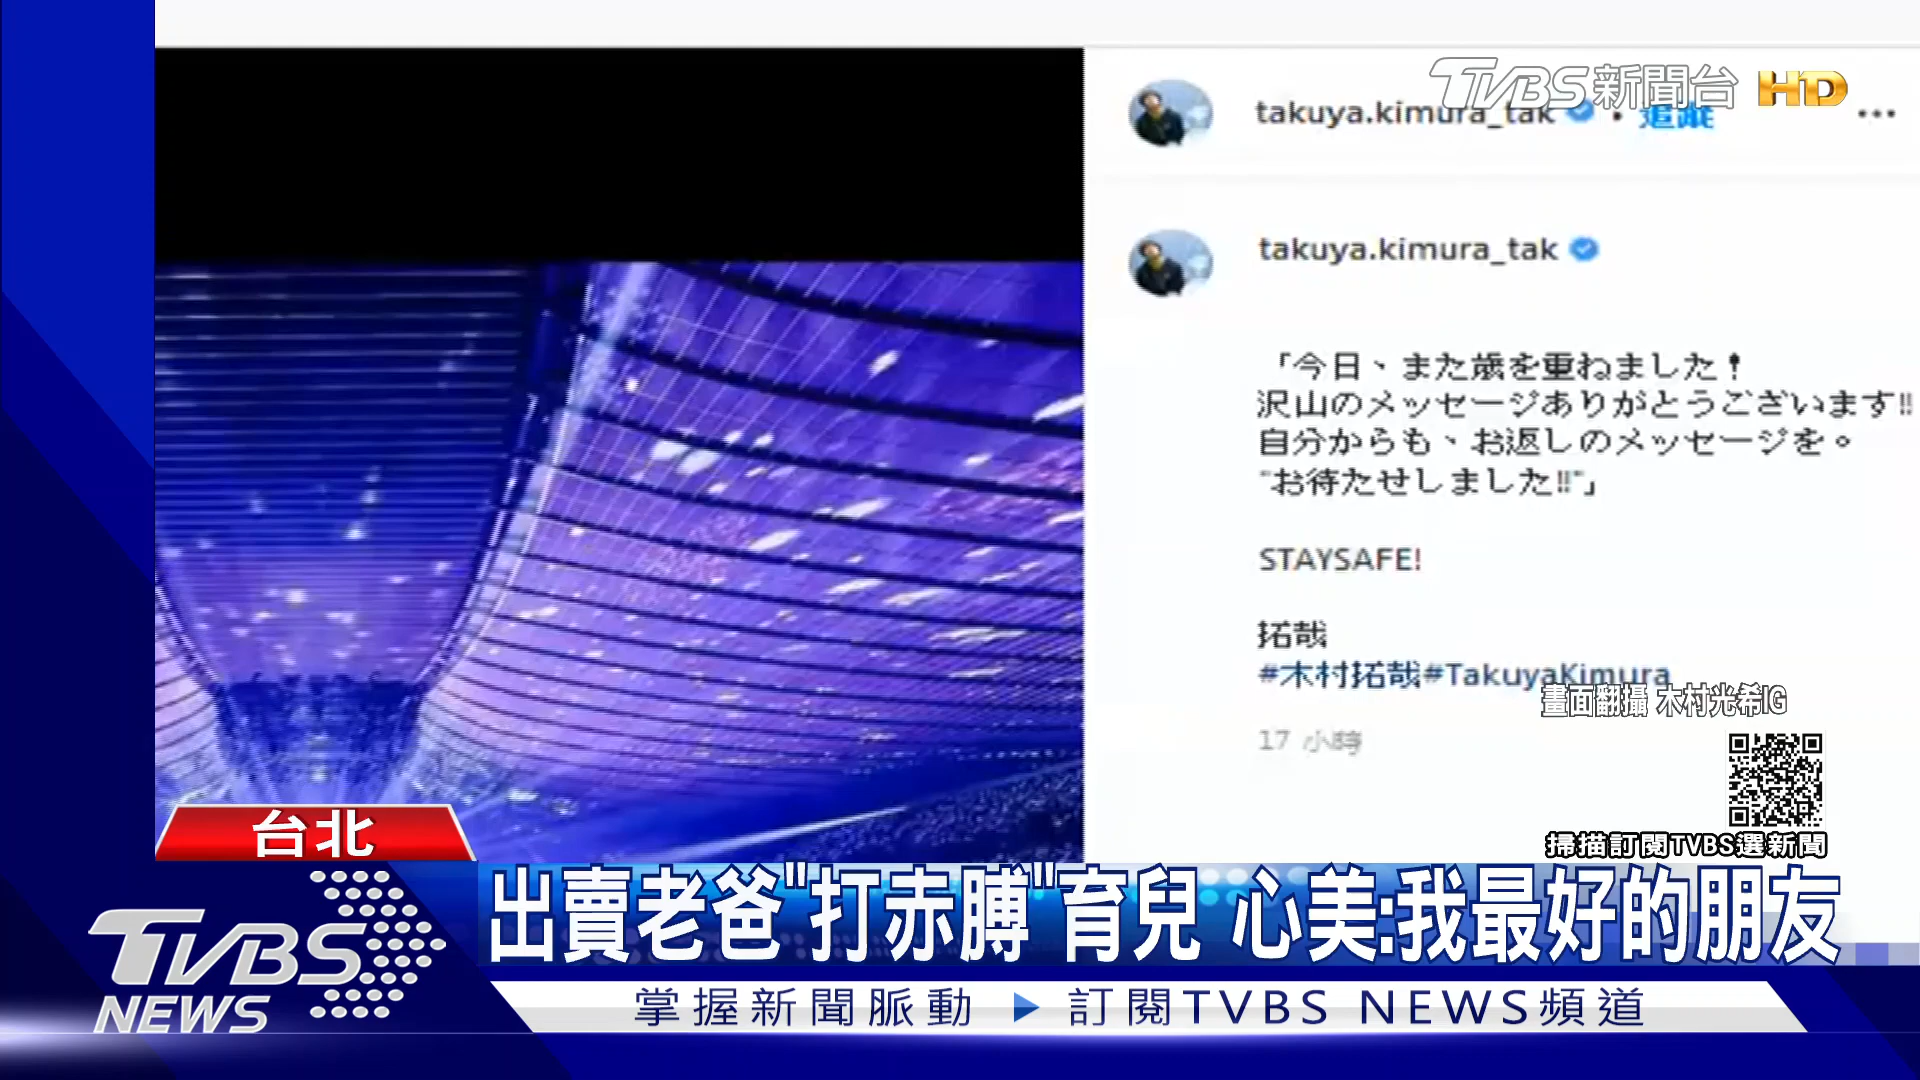 TVBS新聞台 HD
takuya.kimura_tak • 追蹤 •••
takuya.kimura_tak
「今日、また歳を重ねました！
沢山のメッセージありがとうございます‼
自分からも、お返しのメッセージを。
"お待たせしました‼"」
STAYSAFE!
拓哉
#木村拓哉#TakuyaKimura
畫面翻攝 木村光希IG
17 小時
掃描訂閱TVBS選新聞
台北
出賣老爸"打赤膊"育兒 心美:我最好的朋友
TVBS
NEWS
掌握新聞脈動 ▶ 訂閱TVBS NEWS頻道